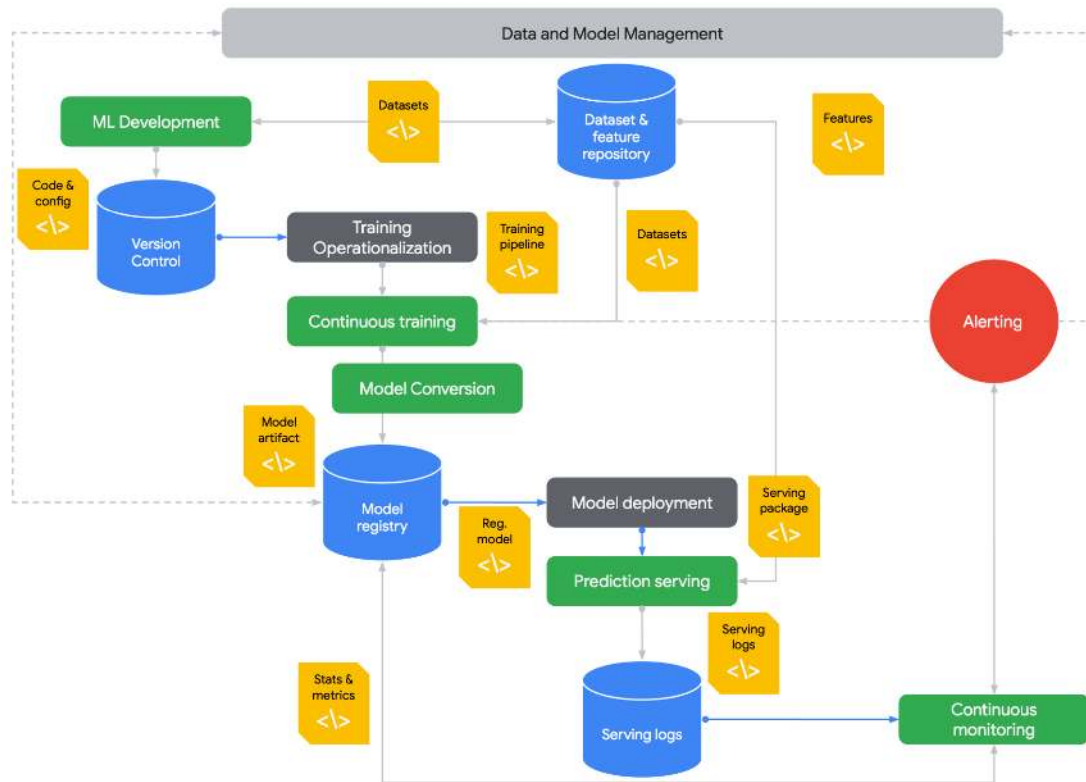 Data and Model Management
ML Development
Datasets
</>
Dataset &
feature
repository
Features
</>
Code &
config
</>
Version
Control
Training
Operationalization
Training
pipeline
</>
Datasets
</>
Continuous training
Alerting
Model Conversion
Model
artifact
</>
Model
registry
Reg.
model
</>
Model deployment
Serving
package
</>
Prediction serving
Serving
logs
</>
Stats &
metrics
</>
Serving logs
Continuous
monitoring